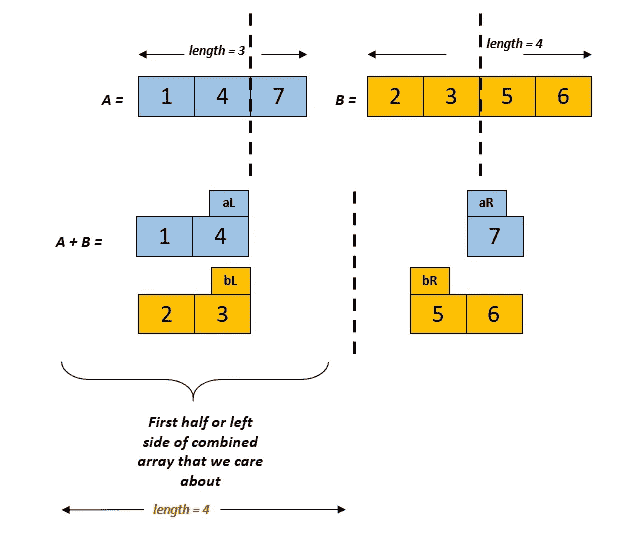 length = 3
length = 4
A = 1 4 7
B = 2 3 5 6
aL
aR
A + B = 1 4
7
bL
bR
2 3
5 6
First half or left
side of combined
array that we care
about
length = 4